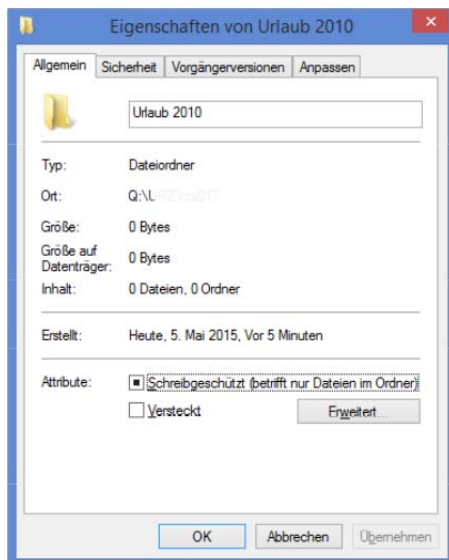 Eigenschaften von Urlaub 2010
Allgemein Sicherheit Vorgängerversionen Anpassen
Urlaub 2010
Typ: Dateiordner
Ort: Q:\U
Größe: 0 Bytes
Größe auf
Datenträger: 0 Bytes
Inhalt: 0 Dateien, 0 Ordner
Erstellt: Heute, 5. Mai 2015, Vor 5 Minuten
Attribute: Schreibgeschützt (betrifft nur Dateien im Ordner)
Versteckt Erweitert...
OK Abbrechen Übernehmen